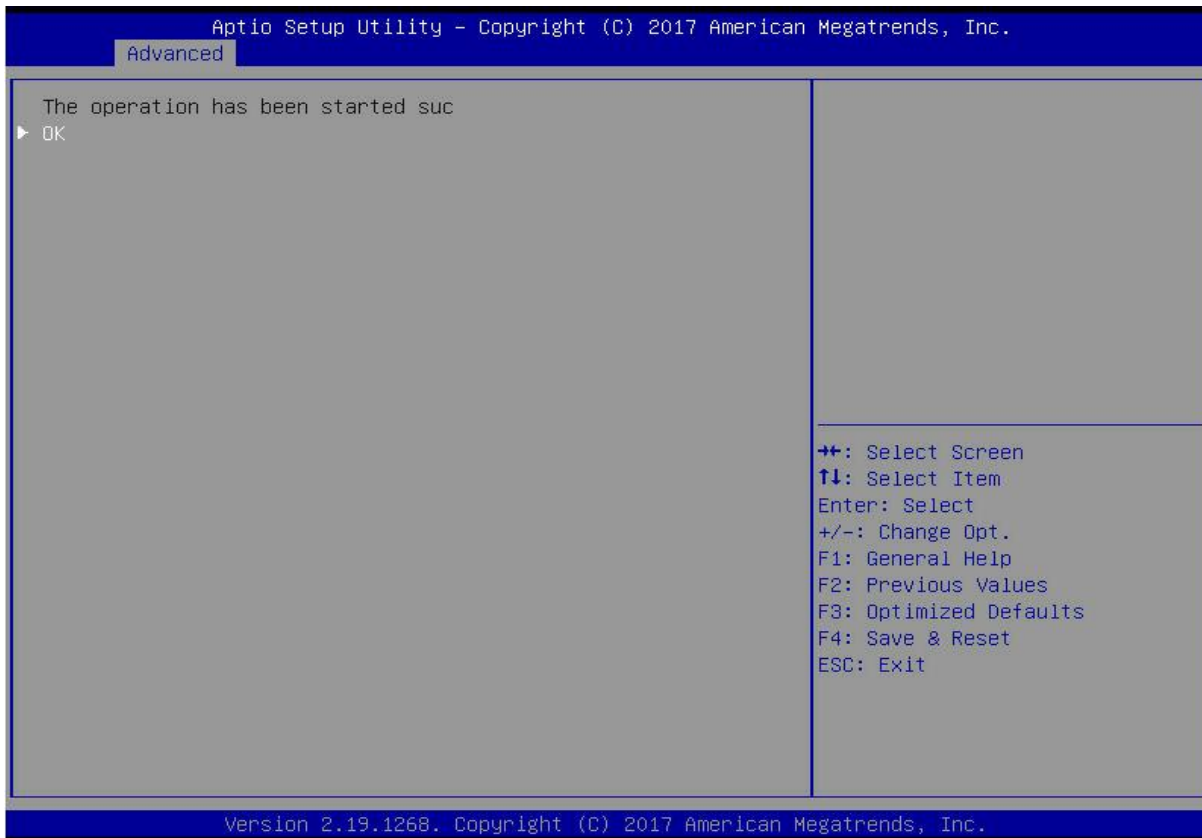 Aptio Setup Utility – Copyright (C) 2017 American Megatrends, Inc.
Advanced
The operation has been started suc
► OK
→←: Select Screen
↑↓: Select Item
Enter: Select
+/-: Change Opt.
F1: General Help
F2: Previous Values
F3: Optimized Defaults
F4: Save & Reset
ESC: Exit
Version 2.19.1268. Copyright (C) 2017 American Megatrends, Inc.